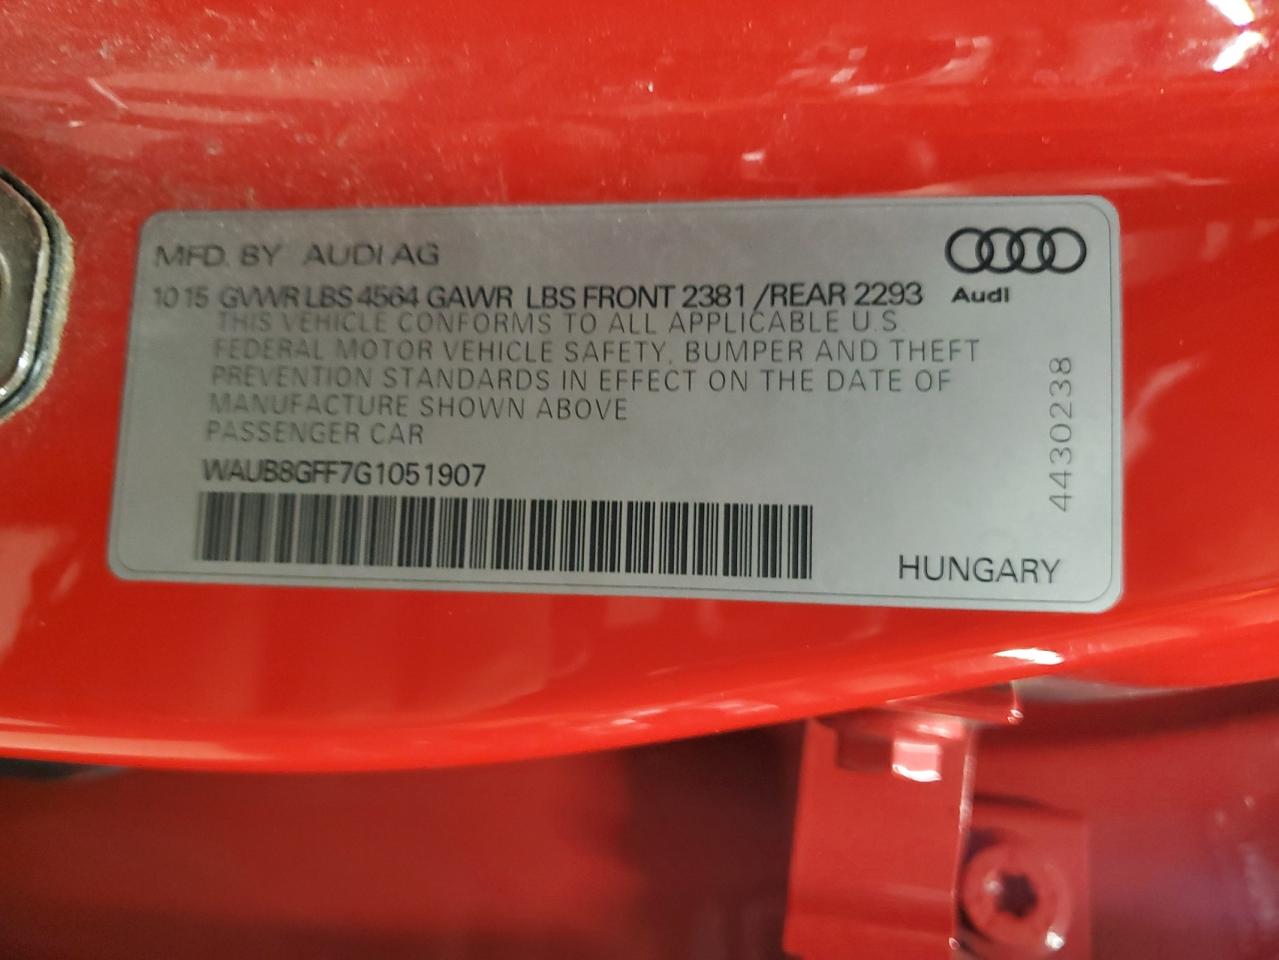 MFD. BY AUDI AG
Audi
10 15 GVWR LBS 4564 GAWR LBS FRONT 2381 /REAR 2293
THIS VEHICLE CONFORMS TO ALL APPLICABLE U.S.
FEDERAL MOTOR VEHICLE SAFETY, BUMPER AND THEFT
PREVENTION STANDARDS IN EFFECT ON THE DATE OF
MANUFACTURE SHOWN ABOVE
PASSENGER CAR
WAUB8GFF7G1051907
4430238
HUNGARY